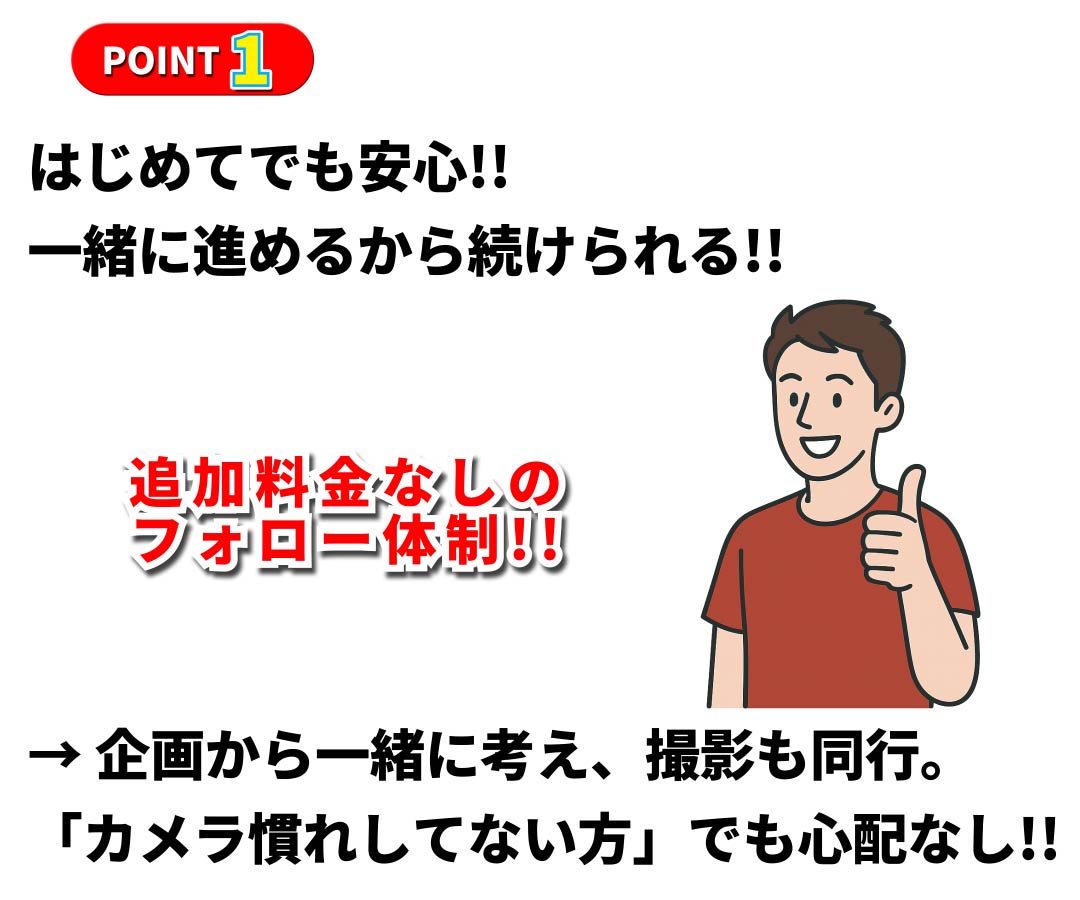 POINT 1
はじめてでも安心!!
一緒に進めるから続けられる!!
追加料金なしの
フォロー体制!!
→ 企画から一緒に考え、撮影も同行。
「カメラ慣れしてない方」でも心配なし!!